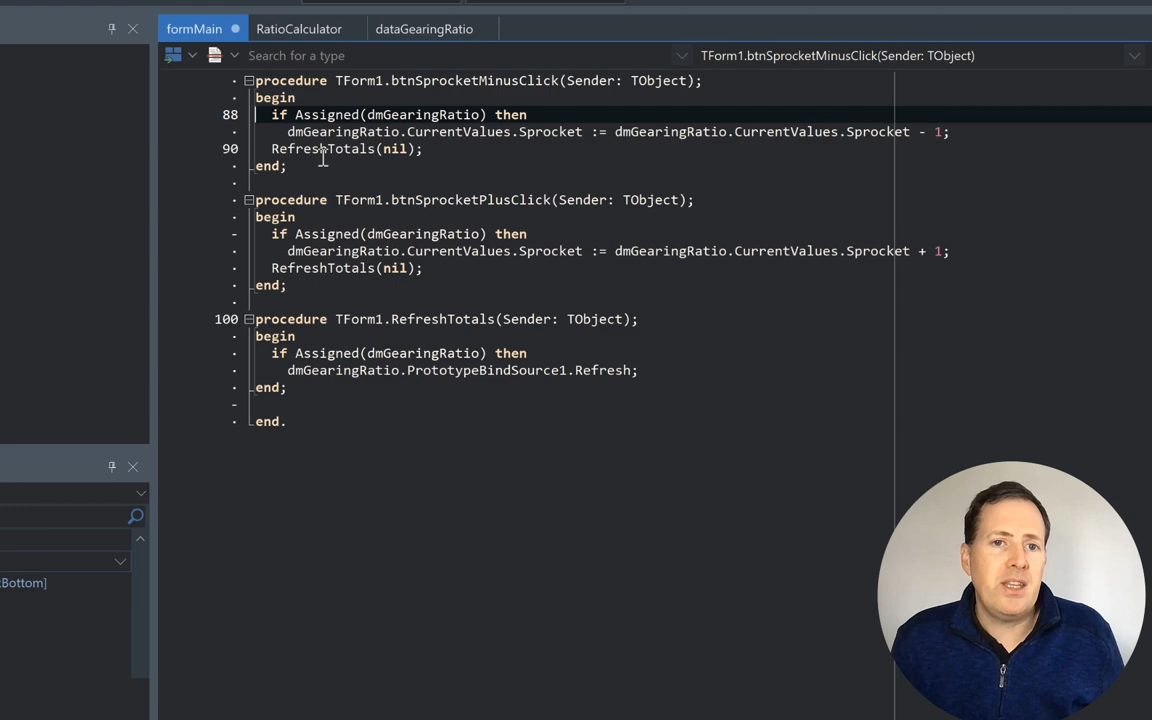 formMain
RatioCalculator
dataGearingRatio
Search for a type
TForm1.btnSprocketMinusClick(Sender: TObject)
procedure TForm1.btnSprocketMinusClick(Sender: TObject);
begin
88 if Assigned(dmGearingRatio) then
dmGearingRatio.CurrentValues.Sprocket := dmGearingRatio.CurrentValues.Sprocket - 1;
90 RefreshTotals(nil);
end;
procedure TForm1.btnSprocketPlusClick(Sender: TObject);
begin
if Assigned(dmGearingRatio) then
dmGearingRatio.CurrentValues.Sprocket := dmGearingRatio.CurrentValues.Sprocket + 1;
RefreshTotals(nil);
end;
100 procedure TForm1.RefreshTotals(Sender: TObject);
begin
if Assigned(dmGearingRatio) then
dmGearingRatio.PrototypeBindSource1.Refresh;
end;
end.
Bottom]